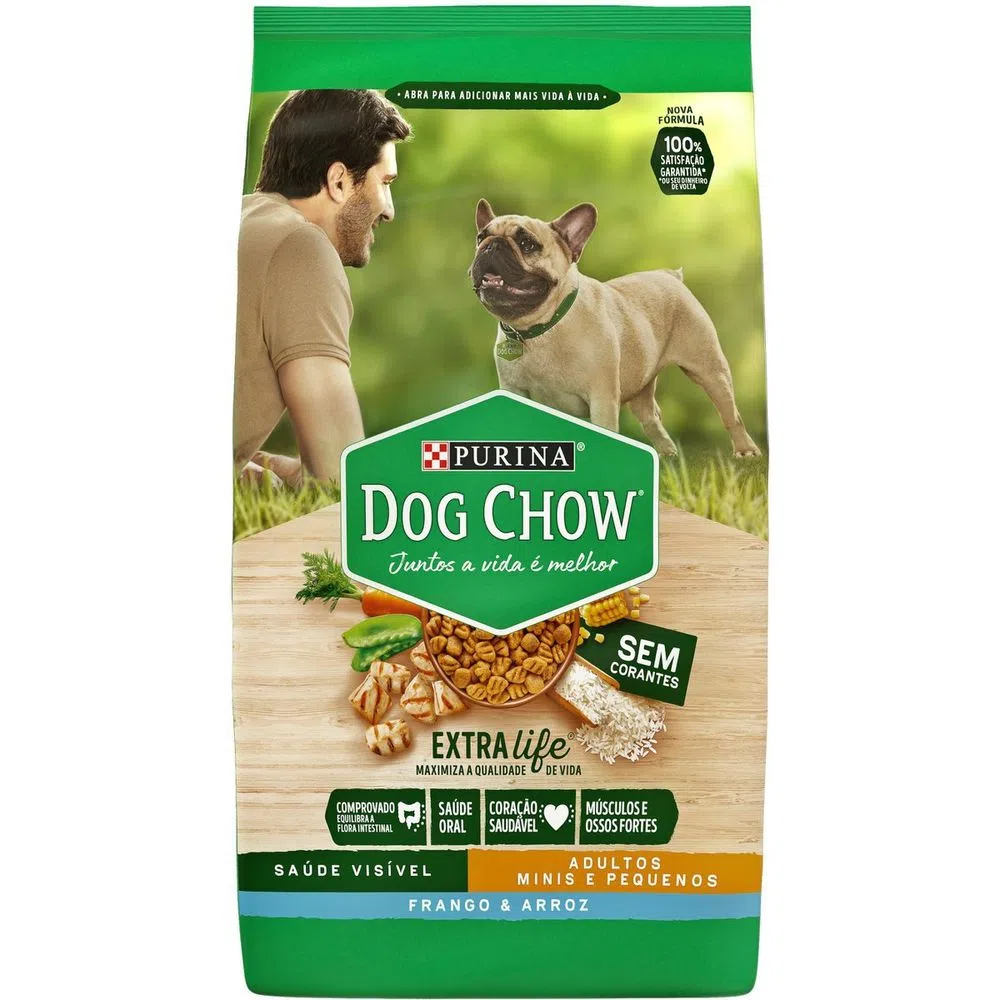 • ABRA PARA ADICIONAR MAIS VIDA À VIDA •
NOVA
FÓRMULA
100%
SATISFAÇÃO
GARANTIDA*
*OU SEU DINHEIRO
DE VOLTA
DOG CHOW
PURINA®
DOG CHOW®
Juntos a vida é melhor
SEM
CORANTES
EXTRA life®
MAXIMIZA A QUALIDADE DE VIDA
COMPROVADO
EQUILIBRA A
FLORA INTESTINAL
SAÚDE
ORAL
CORAÇÃO
SAUDÁVEL
MÚSCULOS E
OSSOS FORTES
SAÚDE VISÍVEL
ADULTOS
MINIS E PEQUENOS
FRANGO & ARROZ